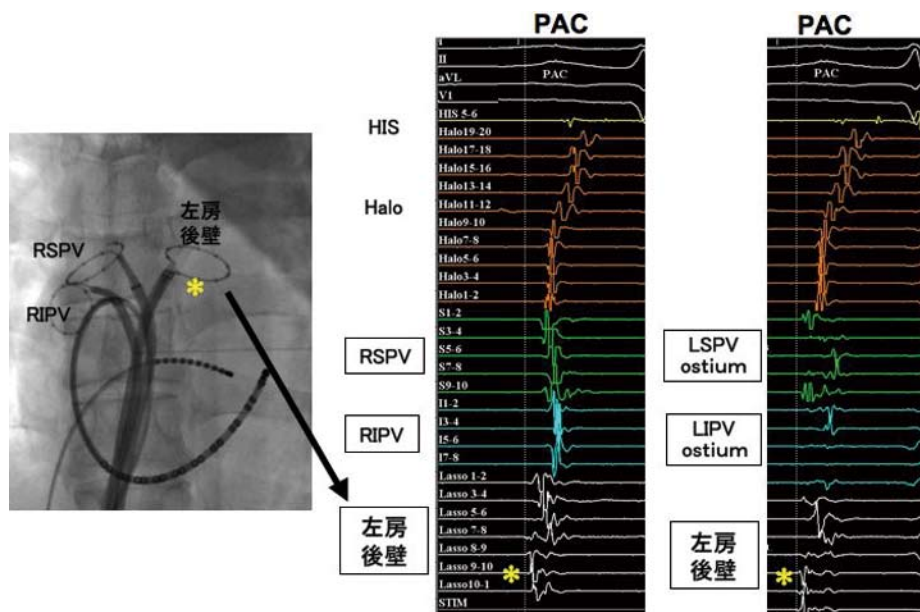 PAC
PAC
I
II
aVL
V1
HIS 5-6
Halo19-20
Halo17-18
Halo15-16
Halo13-14
Halo11-12
Halo9-10
Halo7-8
Halo5-6
Halo3-4
Halo1-2
S1-2
S3-4
S5-6
S7-8
S9-10
I1-2
I3-4
I5-6
I7-8
Lasso 1-2
Lasso 3-4
Lasso 5-6
Lasso 7-8
Lasso 8-9
Lasso 9-10
Lasso10-1
STIM
PAC
PAC
HIS
Halo
RSPV
RIPV
左房
後壁
*
RSPV
RIPV
左房
後壁
*
LSPV
ostium
LIPV
ostium
左房
後壁
*